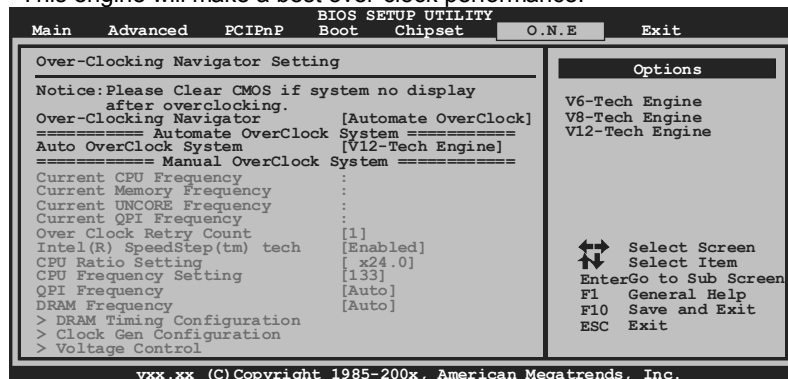 This engine will make a best over-clock performance.
BIOS SETUP UTILITY
Main Advanced PCIPnP Boot Chipset O.N.E Exit
Over-Clocking Navigator Setting
Notice:Please Clear CMOS if system no display
after overclocking.
Over-Clocking Navigator [Automate OverClock]
=========== Automate OverClock System ===========
Auto OverClock System [V12-Tech Engine]
============ Manual OverClock System ============
Current CPU Frequency :
Current Memory Frequency :
Current UNCORE Frequency :
Current QPI Frequency :
Over Clock Retry Count [1]
Intel(R) SpeedStep(tm) tech [Enabled]
CPU Ratio Setting [ x24.0]
CPU Frequency Setting [133]
QPI Frequency [Auto]
DRAM Frequency [Auto]
> DRAM Timing Configuration
> Clock Gen Configuration
> Voltage Control
Options
V6-Tech Engine
V8-Tech Engine
V12-Tech Engine
Select Screen
Select Item
EnterGo to Sub Screen
F1 General Help
F10 Save and Exit
ESC Exit
vxx.xx (C)Copyright 1985-200x, American Megatrends, Inc.